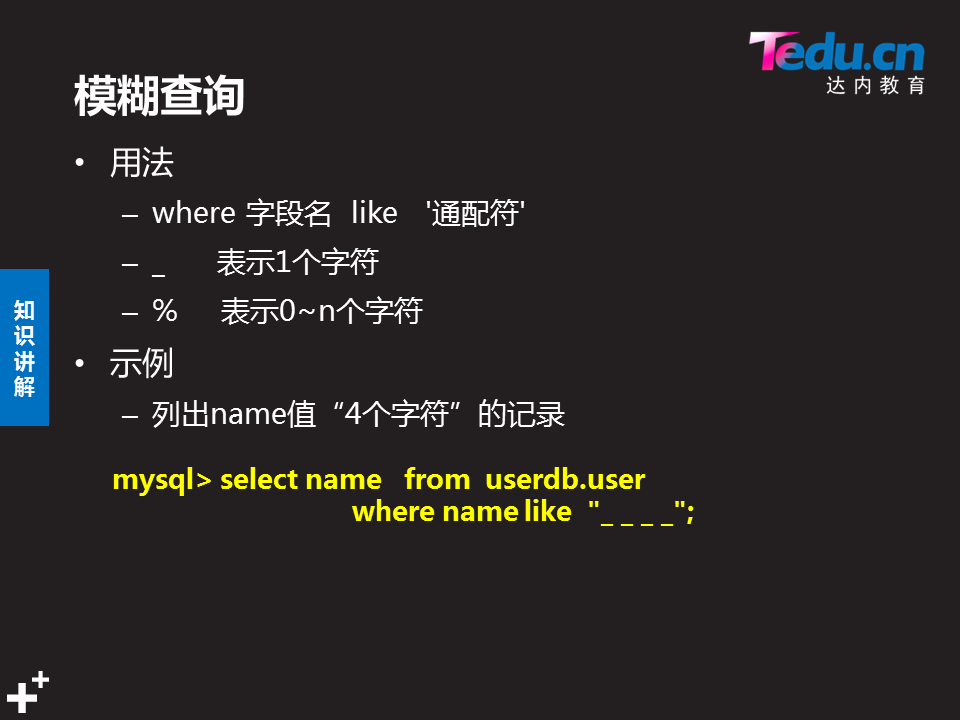 Tedu.cn
达内教育
模糊查询
• 用法
– where 字段名 like '通配符'
– _ 表示1个字符
– % 表示0~n个字符
• 示例
– 列出name值“4个字符”的记录
mysql> select name from userdb.user
where name like "_ _ _ _";
知识讲解